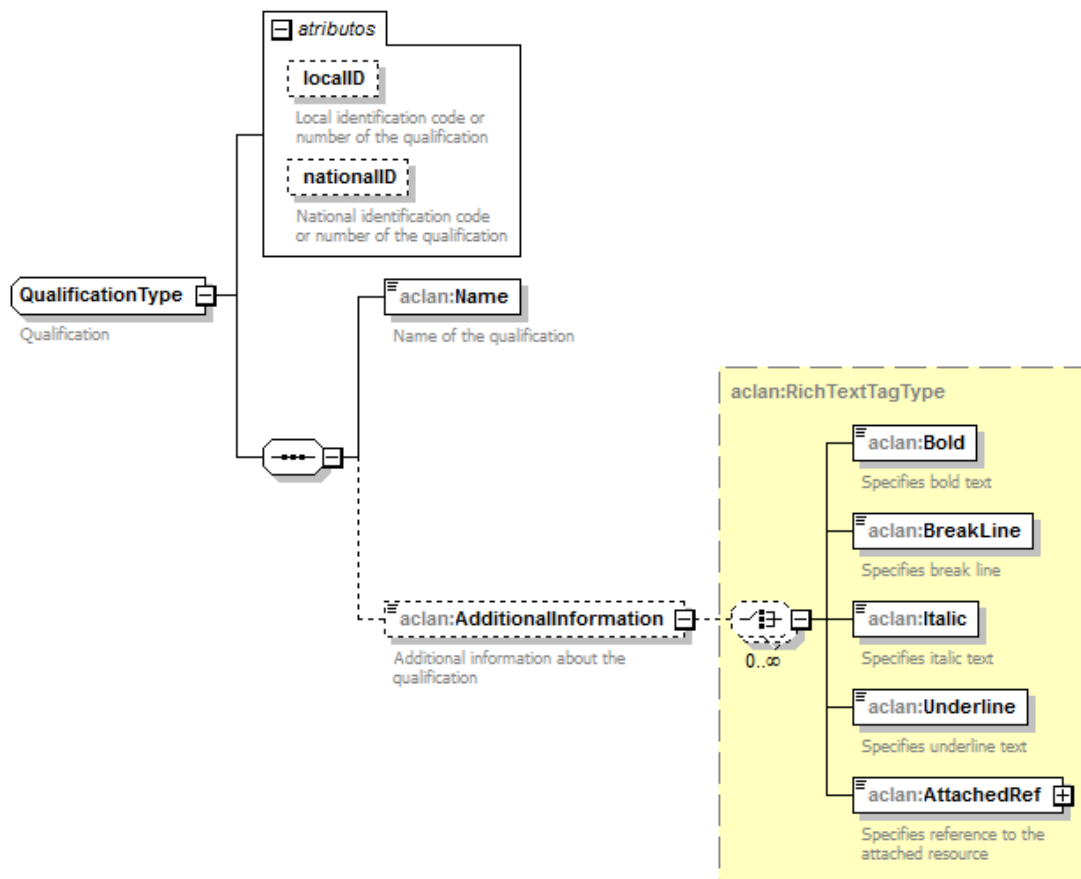 atributos
localID
Local identification code or
number of the qualification
nationalID
National identification code
or number of the qualification
QualificationType
Qualification
aclan:Name
Name of the qualification
aclan:AdditionalInformation
Additional information about the
qualification
0..∞
aclan:RichTextTagType
aclan:Bold
Specifies bold text
aclan:BreakLine
Specifies break line
aclan:Italic
Specifies italic text
aclan:Underline
Specifies underline text
aclan:AttachedRef
Specifies reference to the
attached resource